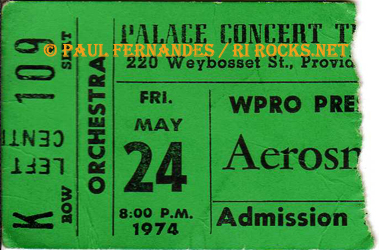 © PAUL FERNANDES / RI ROCKS.NET
PALACE CONCERT T
220 Weybosset St., Provid
K
ROW
LEFT
CENT
109
SEAT
ORCHESTRA
FRI.
MAY
24
8:00 P.M.
1974
WPRO PRE
Aerosm
Admission